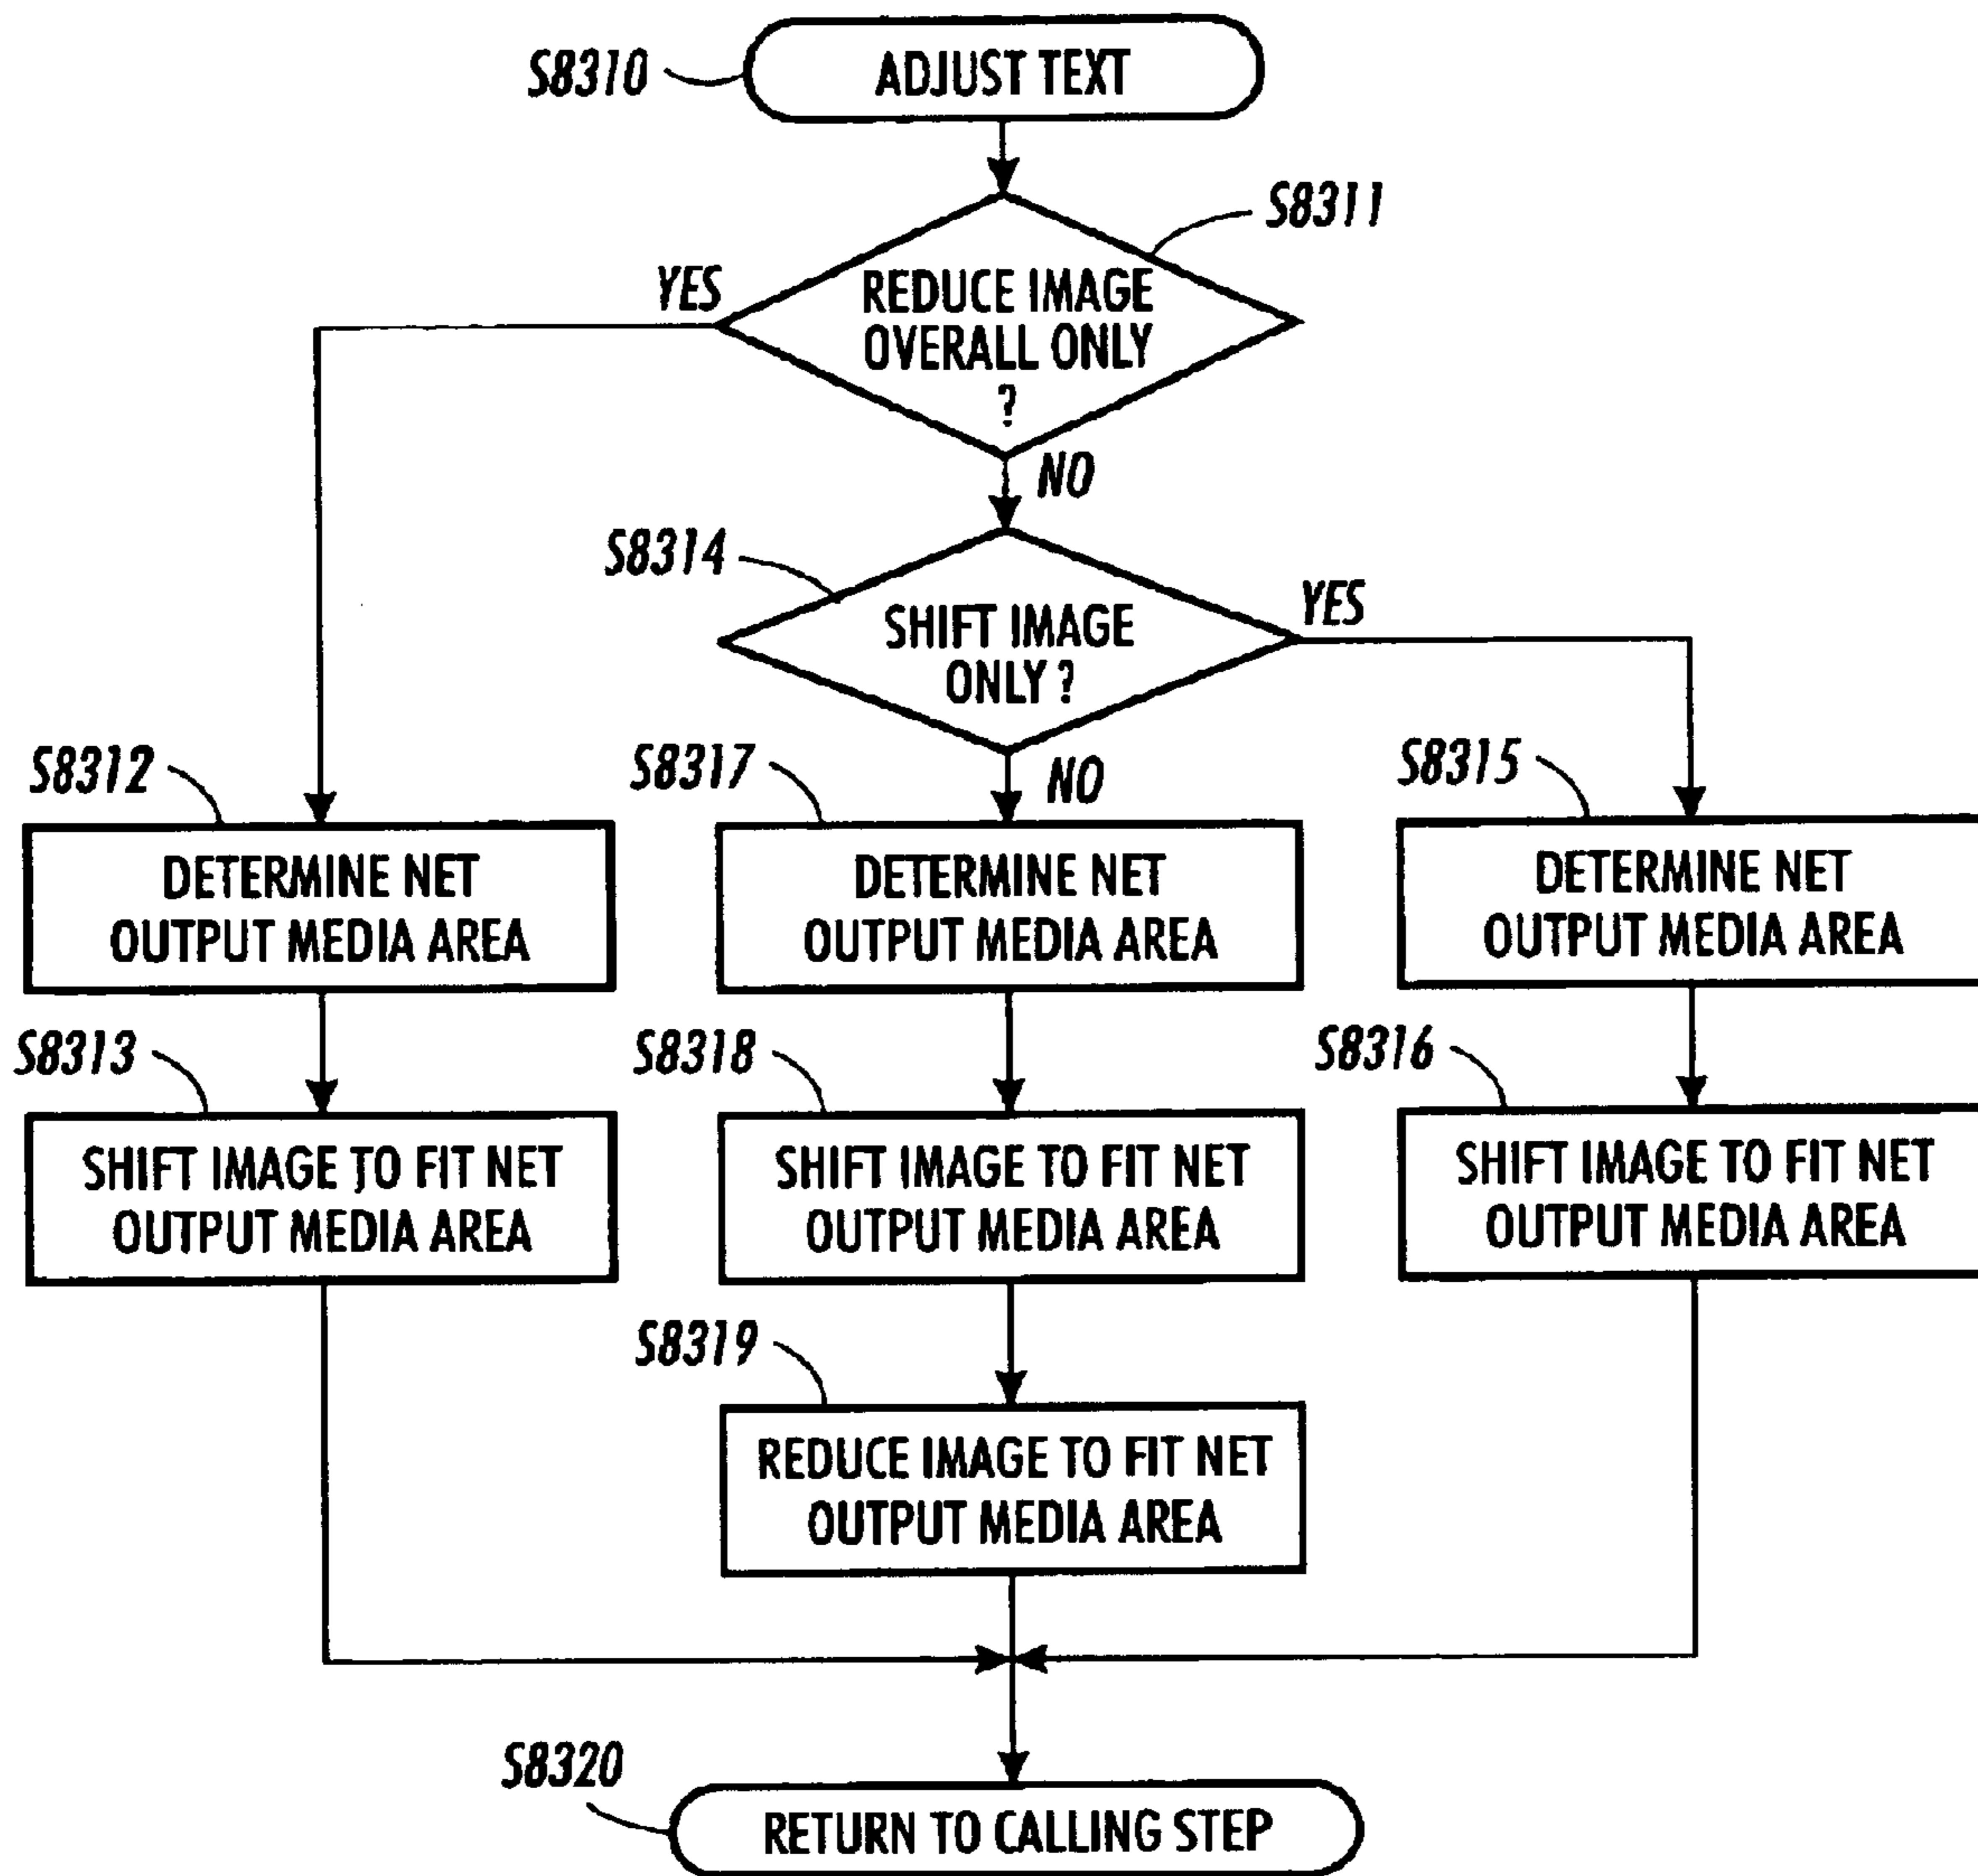 S8310
ADJUST TEXT
S8311
YES
REDUCE IMAGE
OVERALL ONLY
?
NO
S8314
SHIFT IMAGE
ONLY ?
YES
NO
S8312
DETERMINE NET
OUTPUT MEDIA AREA
S8317
DETERMINE NET
OUTPUT MEDIA AREA
S8315
DETERMINE NET
OUTPUT MEDIA AREA
S8313
SHIFT IMAGE TO FIT NET
OUTPUT MEDIA AREA
S8318
SHIFT IMAGE TO FIT NET
OUTPUT MEDIA AREA
S8316
SHIFT IMAGE TO FIT NET
OUTPUT MEDIA AREA
S8319
REDUCE IMAGE TO FIT NET
OUTPUT MEDIA AREA
S8320
RETURN TO CALLING STEP